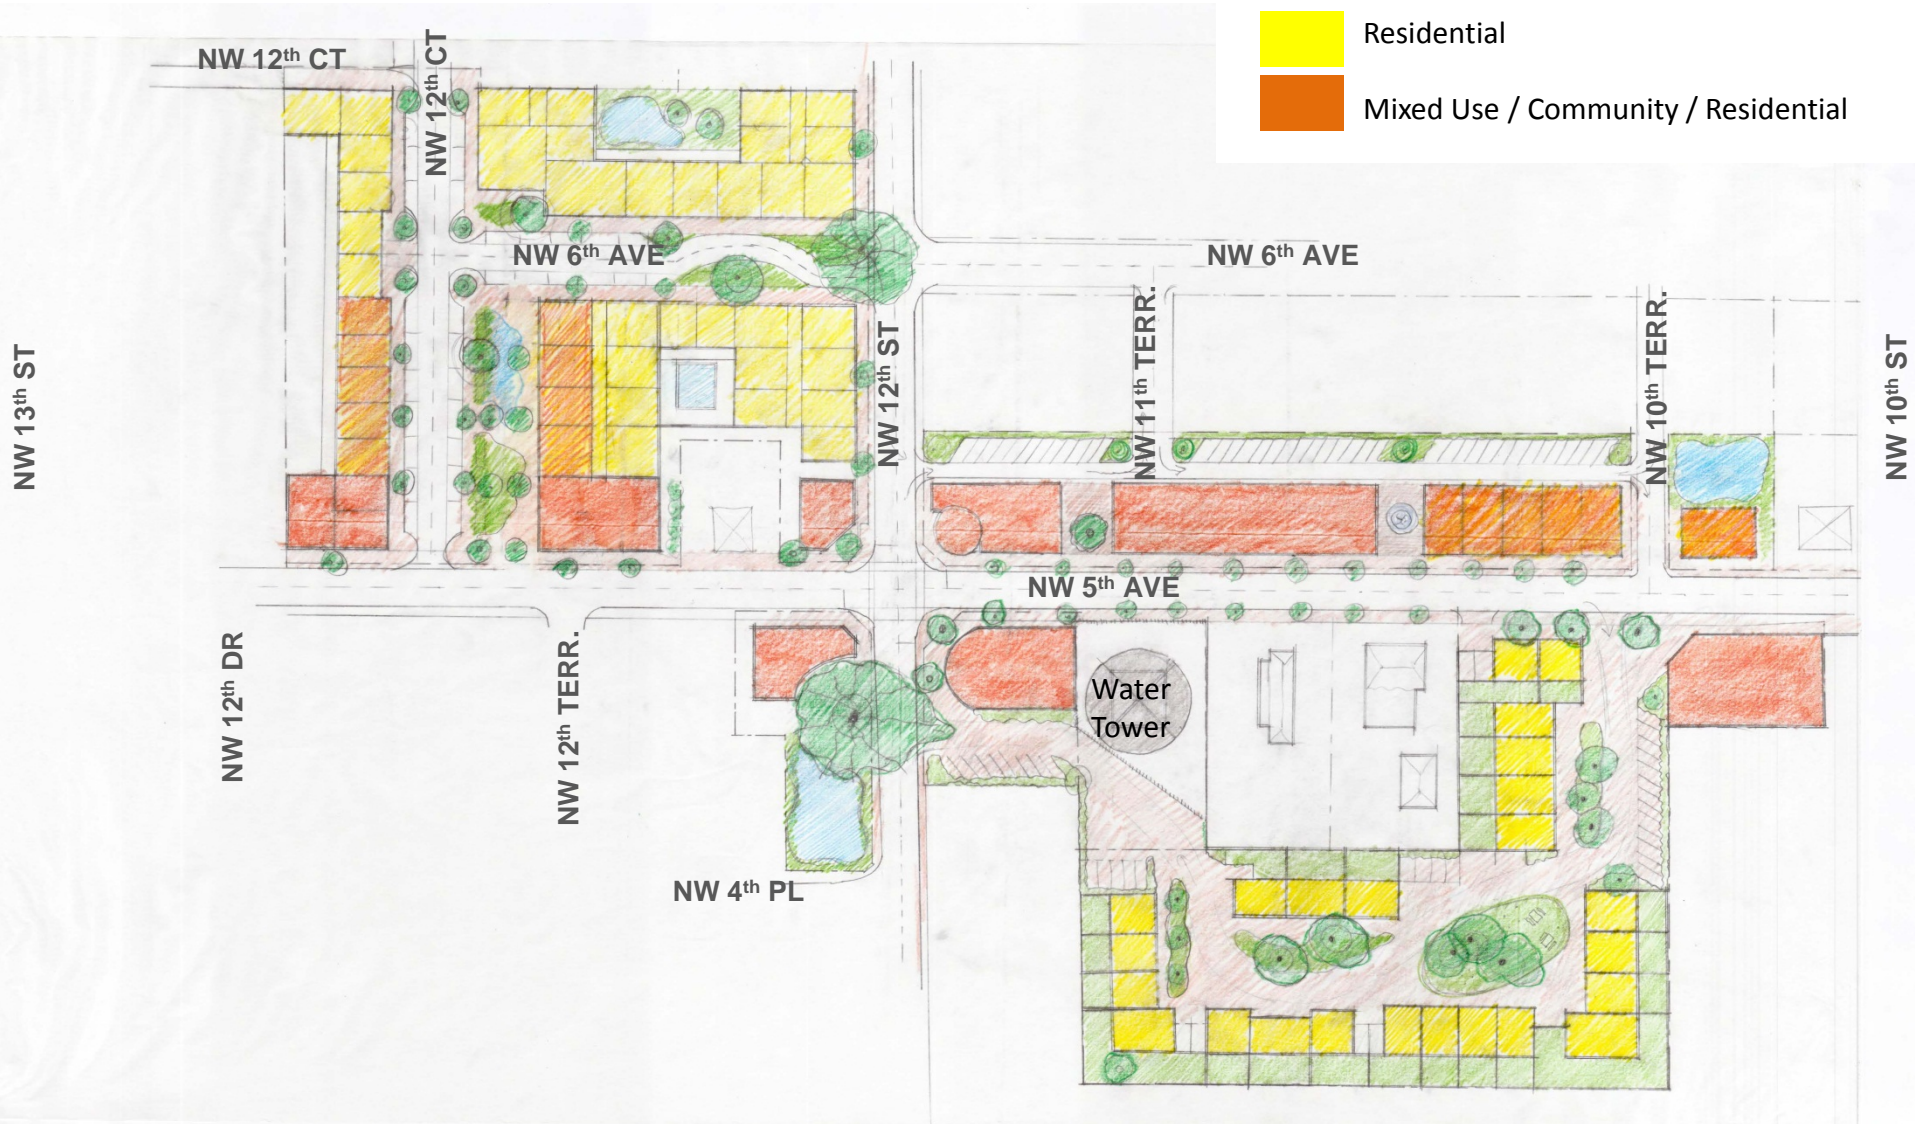 Residential
Mixed Use / Community / Residential
NW 12th CT
NW 12th CT
NW 6th AVE
NW 6th AVE
NW 13th ST
NW 12th ST
NW 11th TERR.
NW 10th TERR.
NW 10th ST
NW 5th AVE
NW 12th DR
NW 12th TERR.
Water
Tower
NW 4th PL